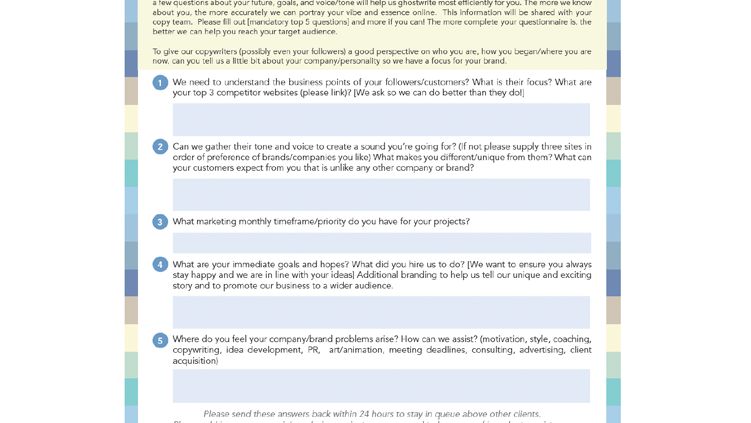 a few questions about your future, goals, and voice/tone will help us ghostwrite most efficiently for you. The more we know
about you, the more accurately we can portray your vibe and essence online. This information will be shared with your
copy team. Please fill out [mandatory top 5 questions] and more if you can! The more complete your questionnaire is, the
better we can help you reach your target audience.
To give our copywriters (possibly even your followers) a good perspective on who you are, how you began/where you are
now, can you tell us a little bit about your company/personality so we have a focus for your brand.
1 We need to understand the business points of your followers/customers? What is their focus? What are
your top 3 competitor websites (please link)? [We ask so we can do better than they do!]
2 Can we gather their tone and voice to create a sound you're going for? (If not please supply three sites in
order of preference of brands/companies you like) What makes you different/unique from them? What can
your customers expect from you that is unlike any other company or brand?
3 What marketing monthly timeframe/priority do you have for your projects?
4 What are your immediate goals and hopes? What did you hire us to do? [We want to ensure you always
stay happy and we are in line with your ideas] Additional branding to help us tell our unique and exciting
story and to promote our business to a wider audience.
5 Where do you feel your company/brand problems arise? How can we assist? (motivation, style, coaching,
copywriting, idea development, PR, art/animation, meeting deadlines, consulting, advertising, client
acquisition)
Please send these answers back within 24 hours to stay in queue above other clients.